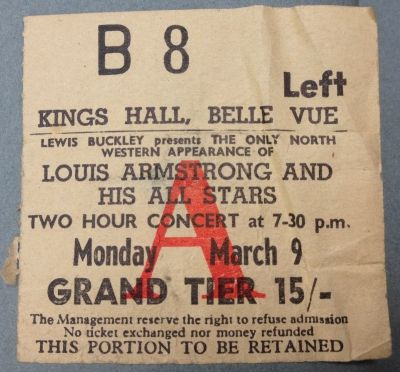 B 8
Left
KINGS HALL, BELLE VUE
LEWIS BUCKLEY presents THE ONLY NORTH
WESTERN APPEARANCE OF
LOUIS ARMSTRONG AND
HIS ALL STARS
TWO HOUR CONCERT at 7-30 p.m.
Monday March 9
A
GRAND TIER 15/-
The Management reserve the right to refuse admission
No ticket exchanged nor money refunded
THIS PORTION TO BE RETAINED